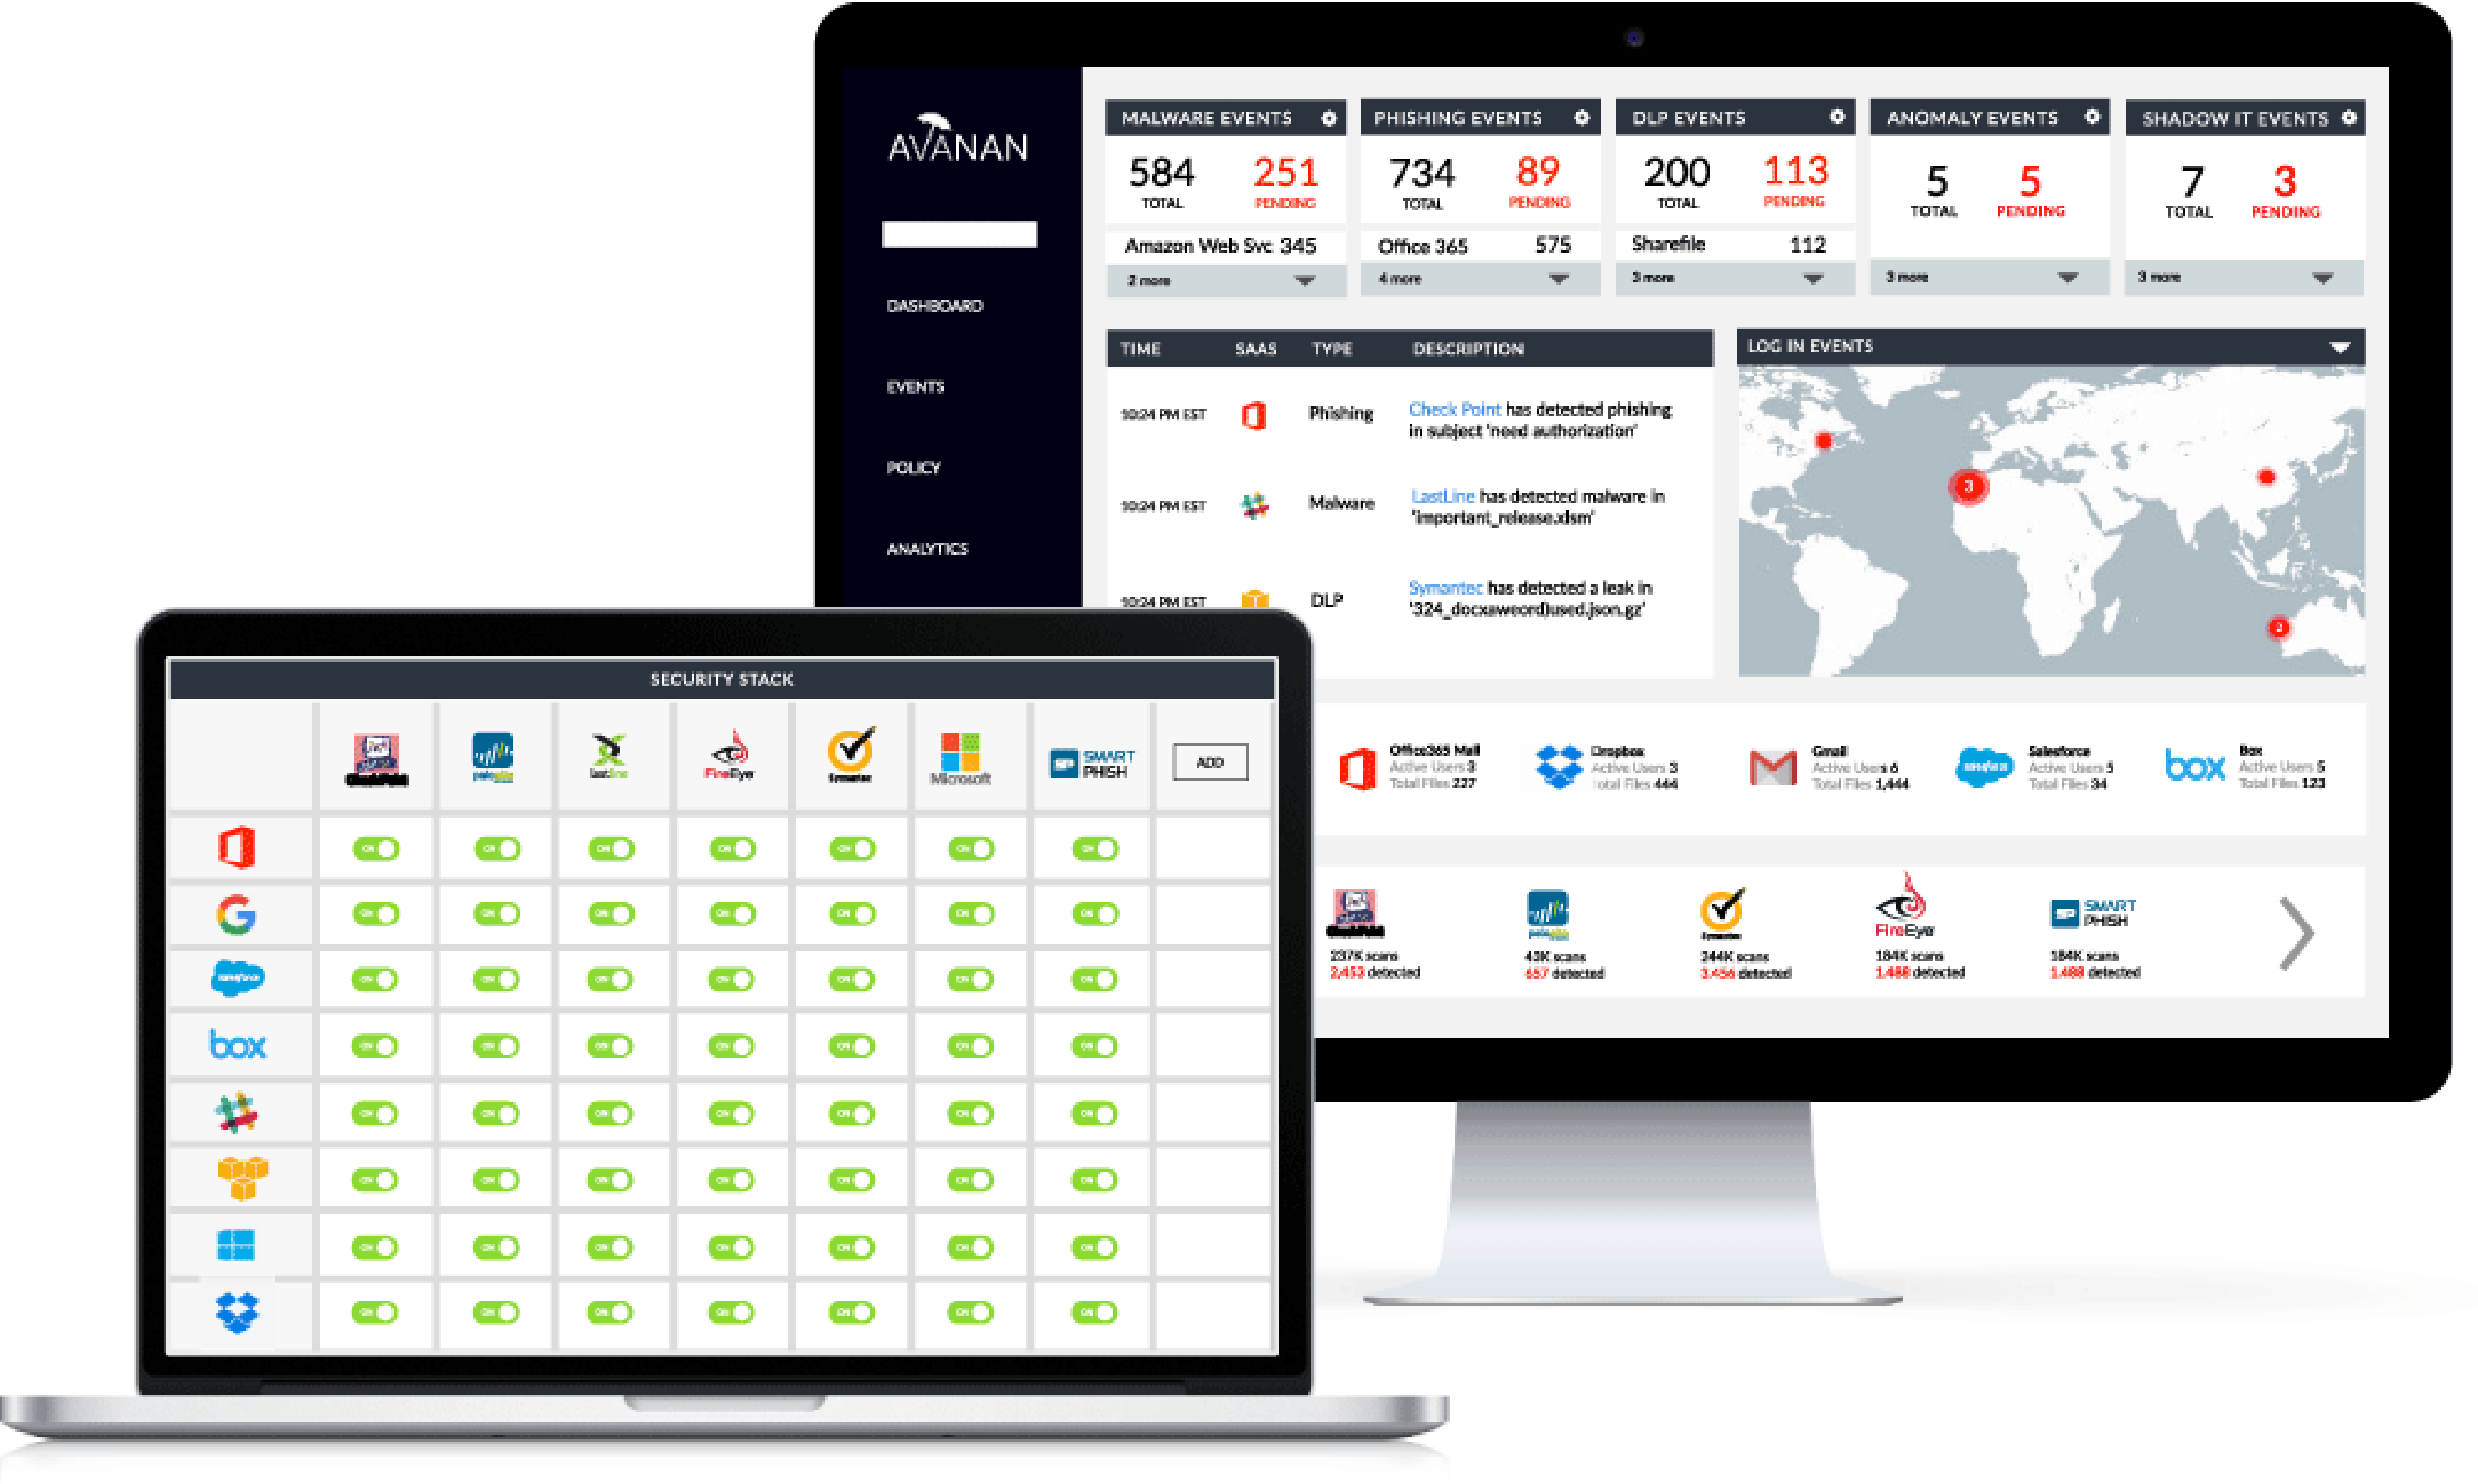 AVANAN
DASHBOARD
EVENTS
POLICY
ANALYTICS
MALWARE EVENTS
584 251
TOTAL PENDING
Amazon Web Svc 345
2 more
PHISHING EVENTS
734 89
TOTAL PENDING
Office 365 575
4 more
DLP EVENTS
200 113
TOTAL PENDING
Sharefile 112
3 more
ANOMALY EVENTS
5 5
TOTAL PENDING
3 more
SHADOW IT EVENTS
7 3
TOTAL PENDING
3 more
TIME SAAS TYPE DESCRIPTION
10:24 PM EST Phishing Check Point has detected phishing
in subject 'need authorization'
10:24 PM EST Malware LastLine has detected malware in
'important_release.xlsm'
10:24 PM EST DLP Symantec has detected a leak in
'324_docxaweord)used.json.gz'
LOG IN EVENTS
3
2
Office365 Mail
Active Users 3
Total Files 227
Dropbox
Active Users 3
Total Files 444
Gmail
Active Users 6
Total Files 1,444
salesforce
Salesforce
Active Users 5
Total Files 34
box
Box
Active Users 5
Total Files 123
CheckPoint
237K scans
2,453 detected
paloalto
43K scans
657 detected
Symantec
244K scans
3,456 detected
FireEye
184K scans
1,488 detected
SP SMART
PHISH
184K scans
1,488 detected
SECURITY STACK
CheckPoint paloalto lastline FireEye Symantec Microsoft SP SMART PHISH ADD
ON ON ON ON ON ON ON
ON ON ON ON ON ON ON
salesforce ON ON ON ON ON ON ON
box ON ON ON ON ON ON ON
ON ON ON ON ON ON ON
ON ON ON ON ON ON ON
ON ON ON ON ON ON ON
ON ON ON ON ON ON ON